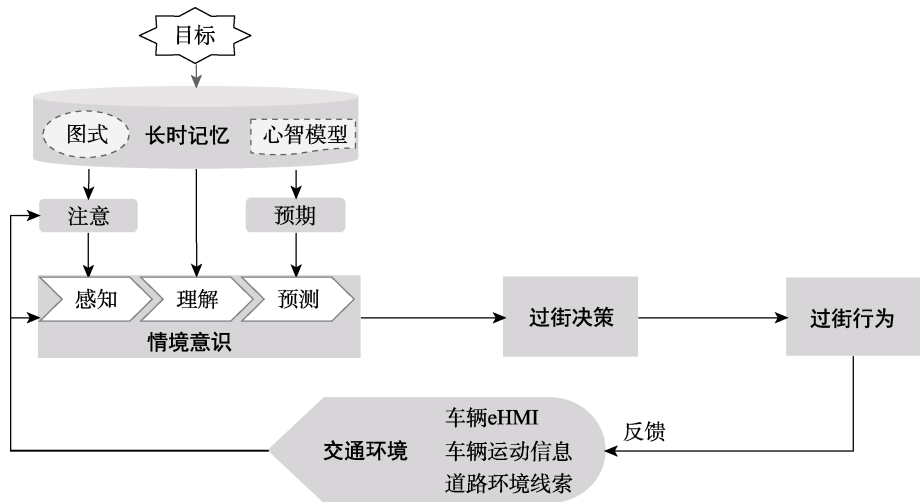 目标
图式
长时记忆
心智模型
注意
预期
感知
理解
预测
情境意识
过街决策
过街行为
反馈
交通环境
车辆eHMI
车辆运动信息
道路环境线索